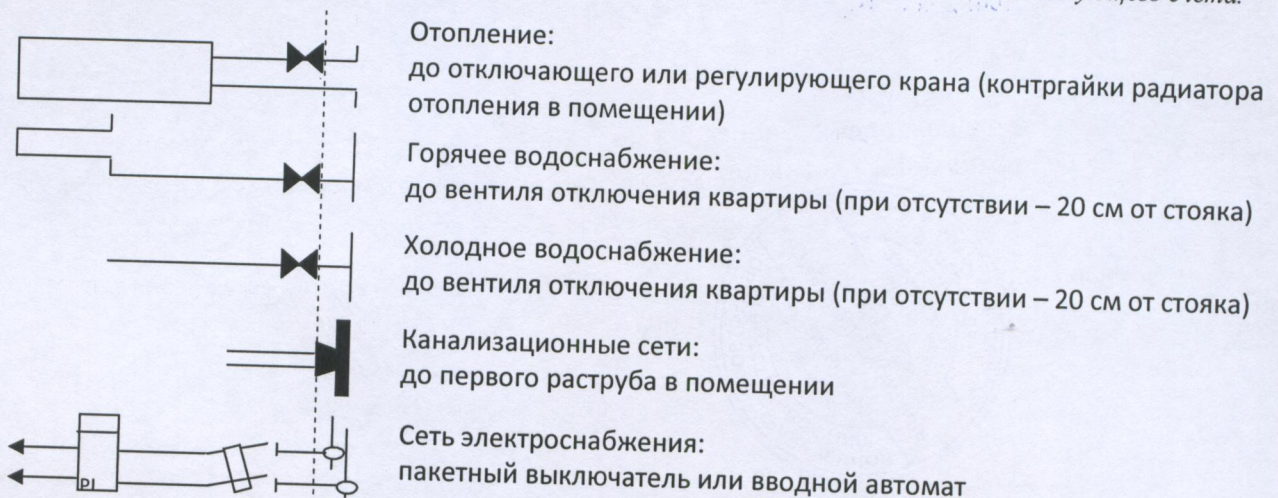 счета.
Отопление:
до отключающего или регулирующего крана (контргайки радиатора
отопления в помещении)
Горячее водоснабжение:
до вентиля отключения квартиры (при отсутствии – 20 см от стояка)
Холодное водоснабжение:
до вентиля отключения квартиры (при отсутствии – 20 см от стояка)
Канализационные сети:
до первого раструба в помещении
Сеть электроснабжения:
пакетный выключатель или вводной автомат
PI